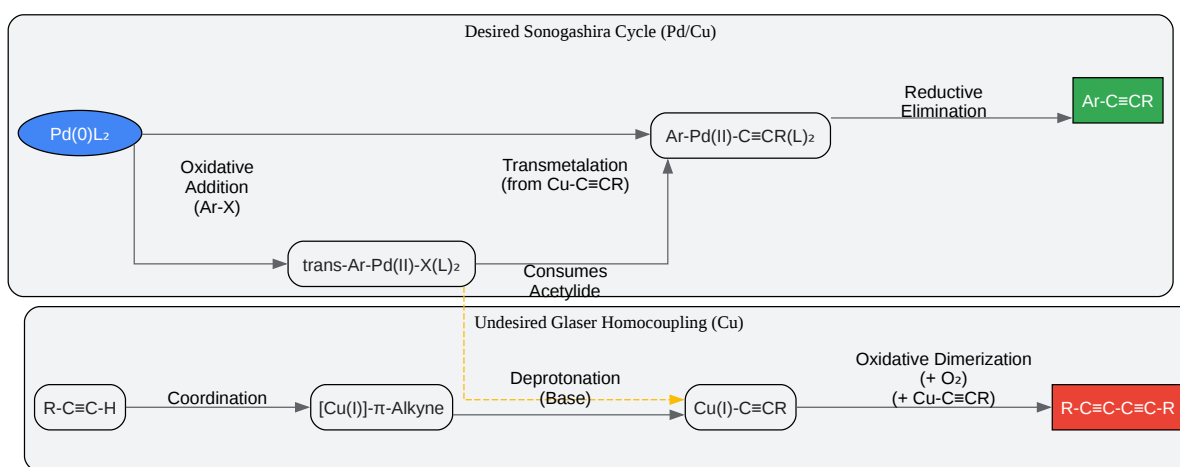 Desired Sonogashira Cycle (Pd/Cu)
Pd(0)L₂
Oxidative
Addition
(Ar-X)
trans-Ar-Pd(II)-X(L)₂
Transmetalation
(from Cu-C≡CR)
Consumes
Acetylide
Ar-Pd(II)-C≡CR(L)₂
Reductive
Elimination
Ar-C≡CR
Undesired Glaser Homocoupling (Cu)
R-C≡C-H
Coordination
[Cu(I)]-π-Alkyne
Deprotonation
(Base)
Cu(I)-C≡CR
Oxidative Dimerization
(+ O₂)
(+ Cu-C≡CR)
R-C≡C-C≡C-R